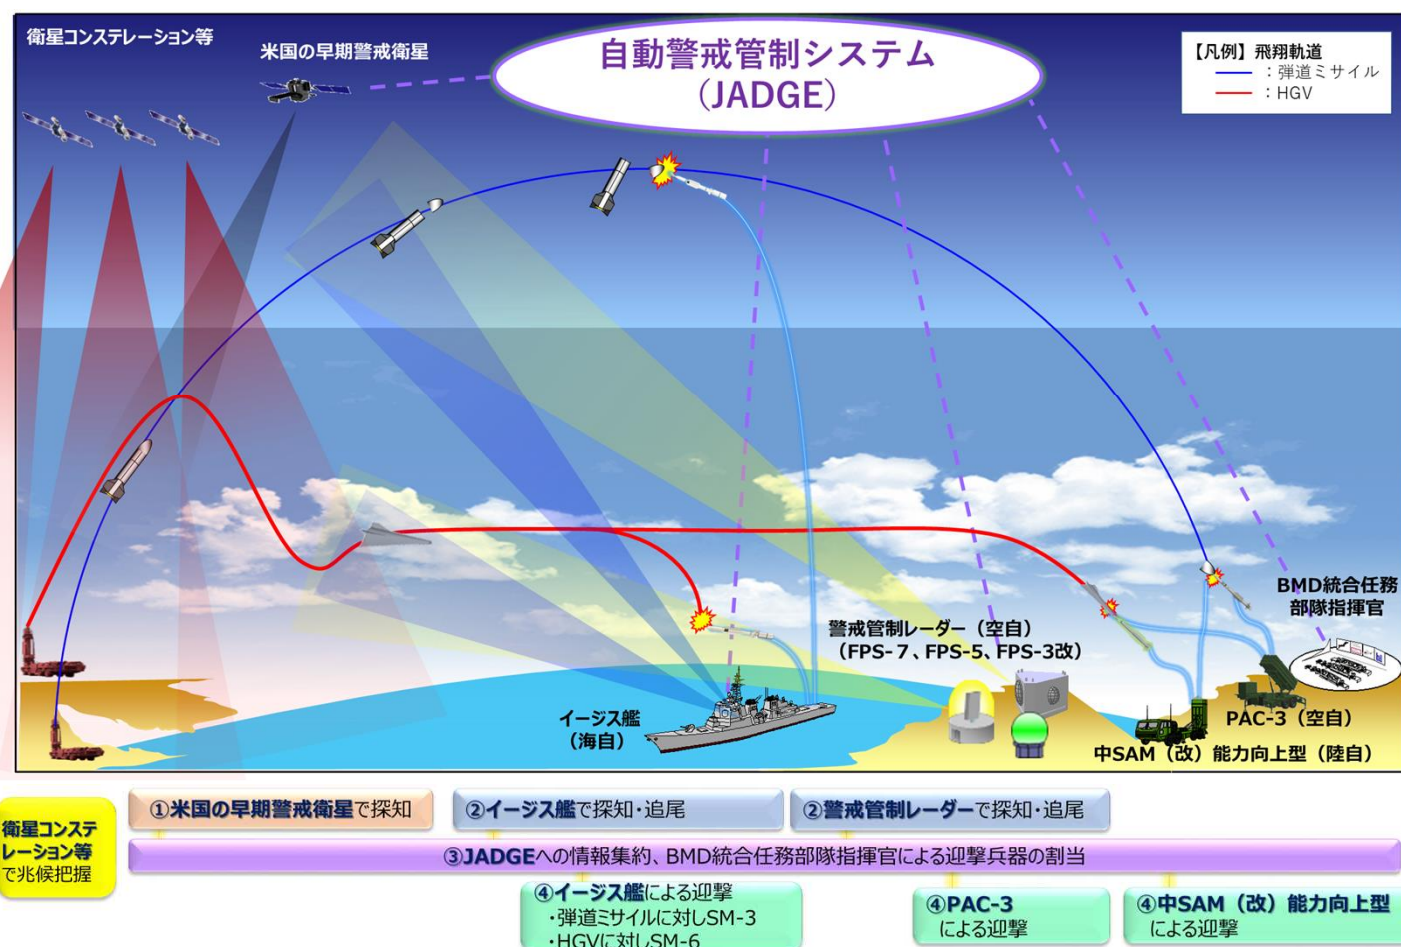 衛星コンステレーション等
米国の早期警戒衛星
自動警戒管制システム
（JADGE）
【凡例】飛翔軌道
：弾道ミサイル
：HGV
BMD統合任務
部隊指揮官
警戒管制レーダー（空自）
（FPS-７、FPS-5、FPS-3改）
イージス艦
（海自）
PAC-3（空自）
中SAM（改）能力向上型（陸自）
衛星コンステ
レーション等
で兆候把握
①米国の早期警戒衛星で探知
②イージス艦で探知・追尾
②警戒管制レーダーで探知・追尾
③JADGEへの情報集約、BMD統合任務部隊指揮官による迎撃兵器の割当
④イージス艦による迎撃
・弾道ミサイルに対しSM-3
・HGVに対しSM-6
④PAC-3
による迎撃
④中SAM（改）能力向上型
による迎撃